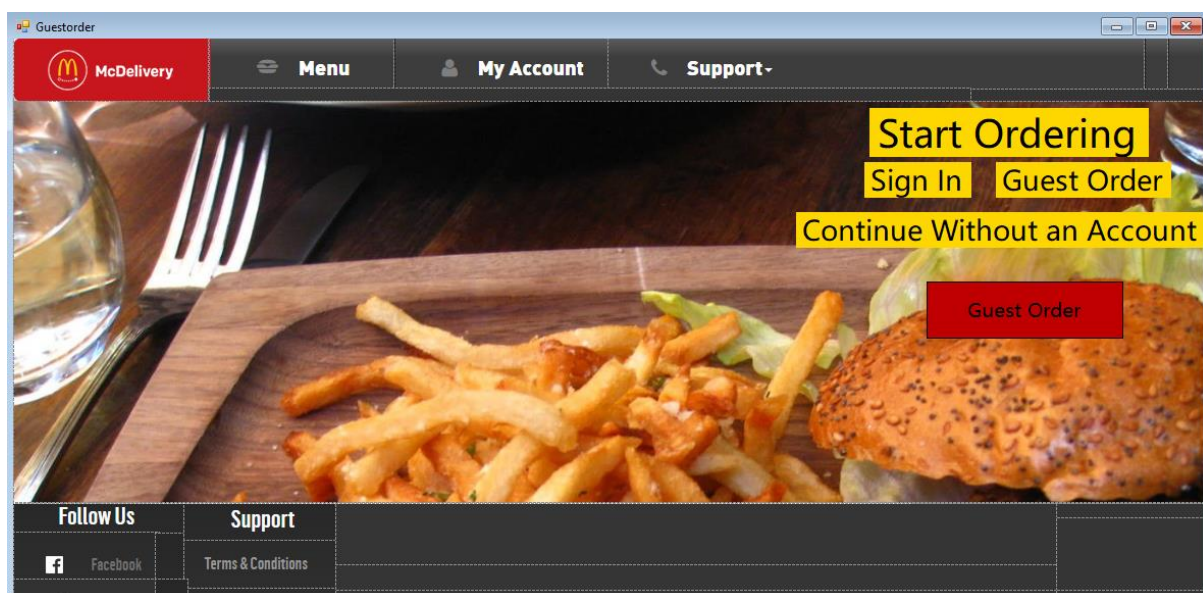 Guestorder
McDelivery
Menu
My Account
Support
Start Ordering
Sign In
Guest Order
Continue Without an Account
Guest Order
Follow Us
Support
Facebook
Terms & Conditions